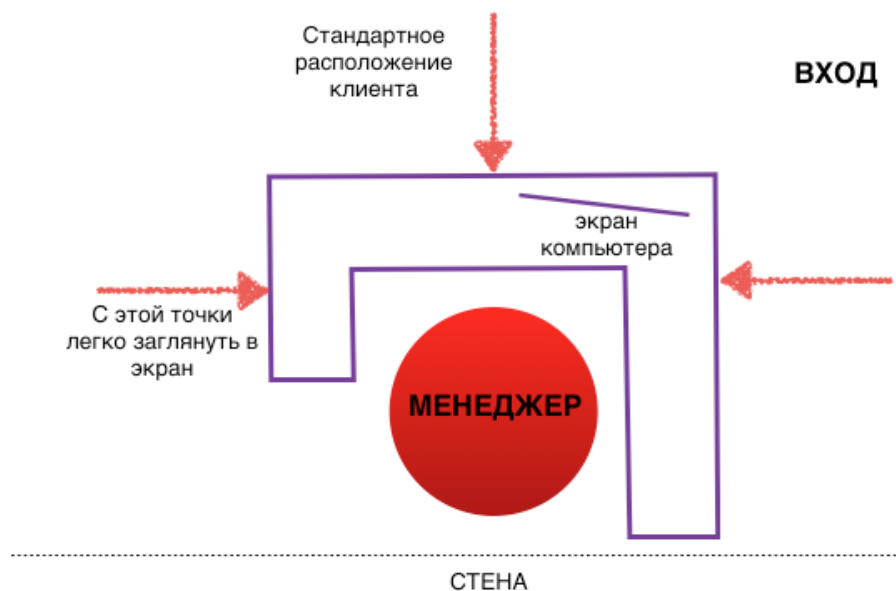 Стандартное
расположение
клиента
ВХОД
экран
компьютера
С этой точки
легко заглянуть в
экран
МЕНЕДЖЕР
СТЕНА